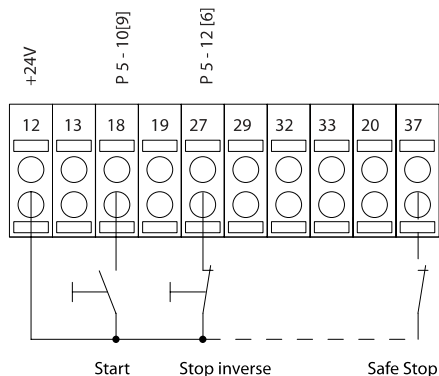 +24V
P 5 - 10[9]
P 5 - 12 [6]
12 13 18 19 27 29 32 33 20 37
Start Stop inverse Safe Stop